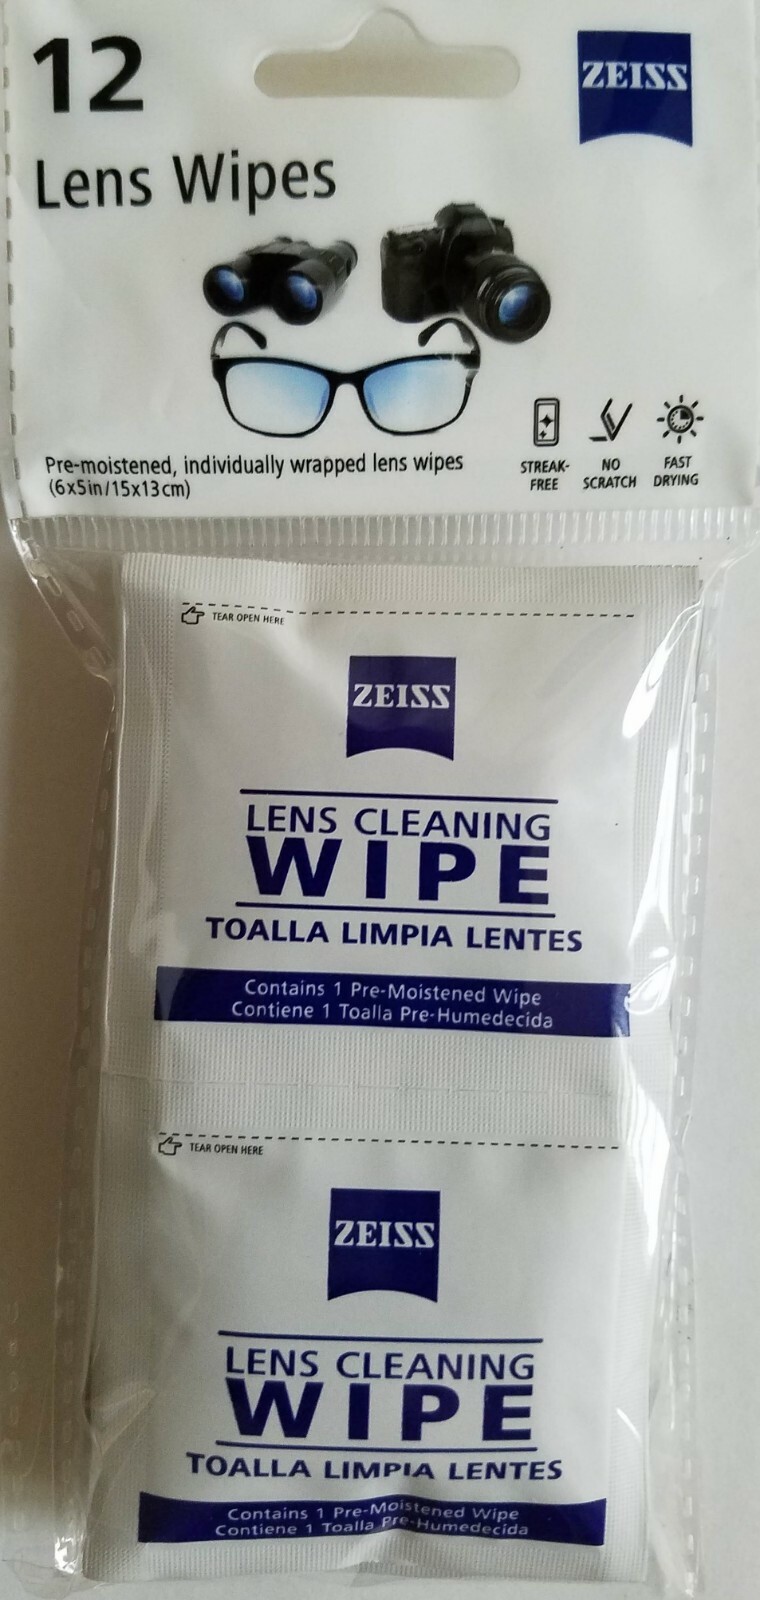 12
Lens Wipes
ZEISS
Pre-moistened, individually wrapped lens wipes
(6x5in/15x13cm)
STREAK-
FREE
NO
SCRATCH
FAST
DRYING
TEAR OPEN HERE
ZEISS
LENS CLEANING
WIPE
TOALLA LIMPIA LENTES
Contains 1 Pre-Moistened Wipe
Contiene 1 Toalla Pre-Humedecida
TEAR OPEN HERE
ZEISS
LENS CLEANING
WIPE
TOALLA LIMPIA LENTES
Contains 1 Pre-Moistened Wipe
Contiene 1 Toalla Pre-Humedecida